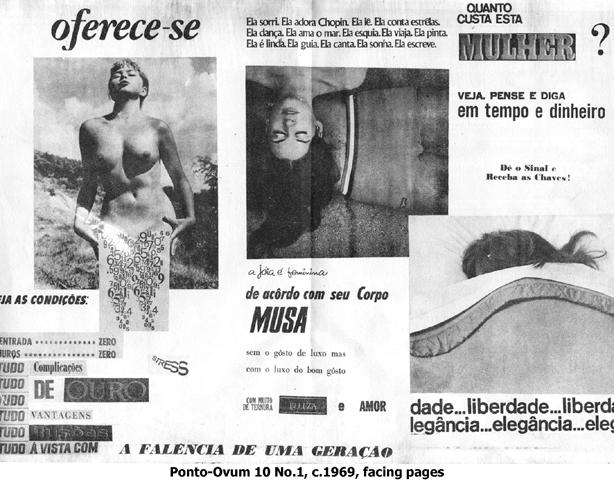 oferece-se
VEJA AS CONDIÇÕES:
ENTRADA ZERO
JUROS ZERO
TUDO Complicações
TUDO DE OURO
TUDO
TUDO VANTAGENS
TUDO
TUDO À VISTA COM
STRESS
Ela sorri. Ela adora Chopin. Ela lê. Ela conta estrêlas.
Ela dança. Ela ama o mar. Ela esquia. Ela viaja. Ela pinta.
Ela é linda. Ela guia. Ela canta. Ela sonha. Ela escreve.
a jóia é feminina
de acôrdo com seu Corpo
MUSA
sem o gôsto de luxo mas
com o luxo do bom gôsto
COM MUITO
DE TERNURA BELEZA e AMOR
A FALÊNCIA DE UMA GERAÇÃO
QUANTO
CUSTA ESTA
MULHER ?
VEJA, PENSE E DIGA
em tempo e dinheiro
Dê o Sinal e
Receba as Chaves!
dade...liberdade...liberda
legância...elegância...eleg
Ponto-Ovum 10 No.1, c.1969, facing pages